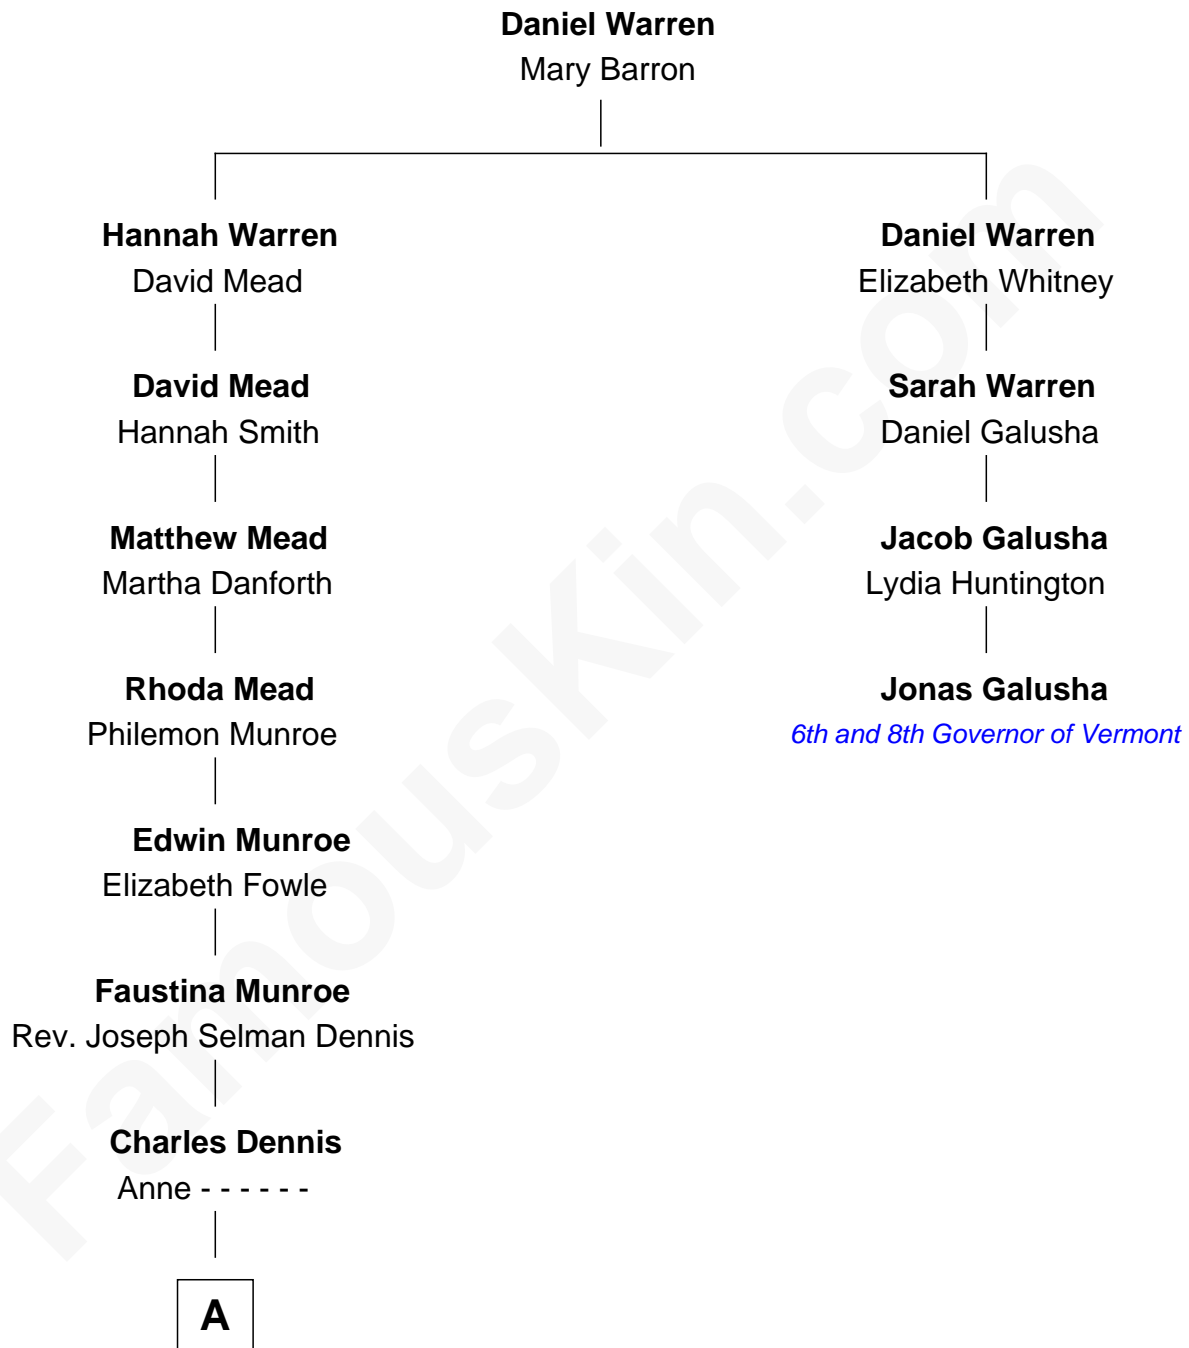 Daniel Warren
Mary Barron
Hannah Warren
David Mead
Daniel Warren
Elizabeth Whitney
David Mead
Hannah Smith
Sarah Warren
Daniel Galusha
Matthew Mead
Martha Danforth
Jacob Galusha
Lydia Huntington
Rhoda Mead
Philemon Munroe
Jonas Galusha
6th and 8th Governor of Vermont
Edwin Munroe
Elizabeth Fowle
Faustina Munroe
Rev. Joseph Selman Dennis
Charles Dennis
Anne - - - - - -
A
FamousKin.com